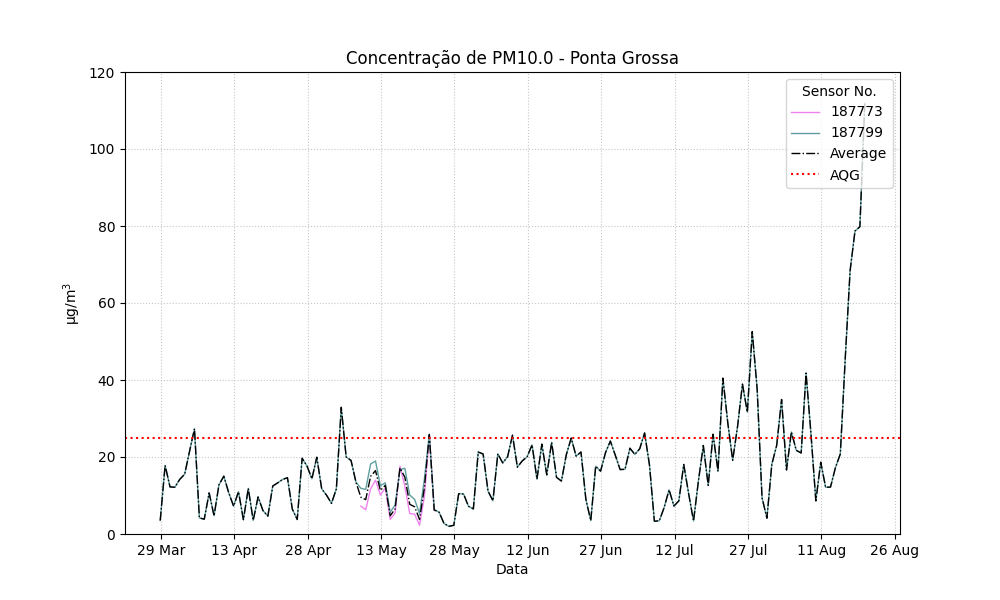 Concentração de PM10.0 - Ponta Grossa
120
100
80
60
40
20
0
µg/m³
Sensor No.
187773
187799
Average
AQG
29 Mar 13 Apr 28 Apr 13 May 28 May 12 Jun 27 Jun 12 Jul 27 Jul 11 Aug 26 Aug
Data